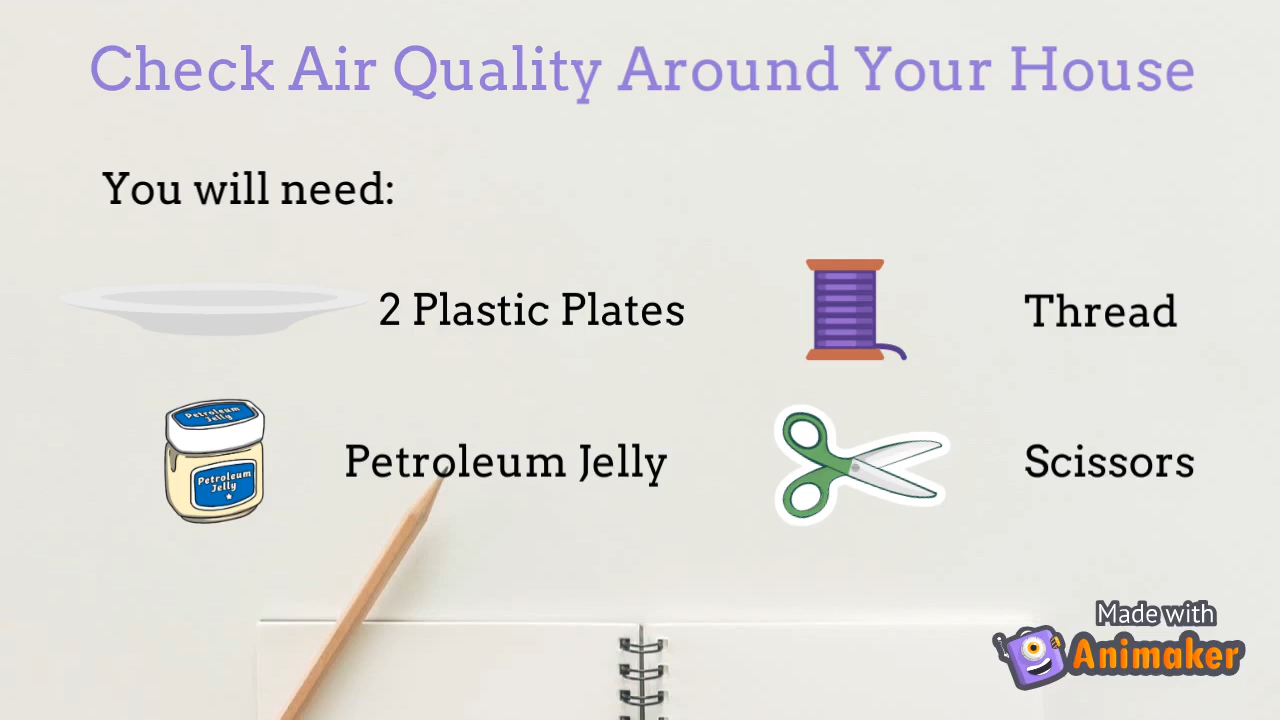 Check Air Quality Around Your House
You will need:
2 Plastic Plates
Thread
Petroleum
Jelly
Petroleum
Jelly
Petroleum Jelly
Scissors
Made with
Animaker